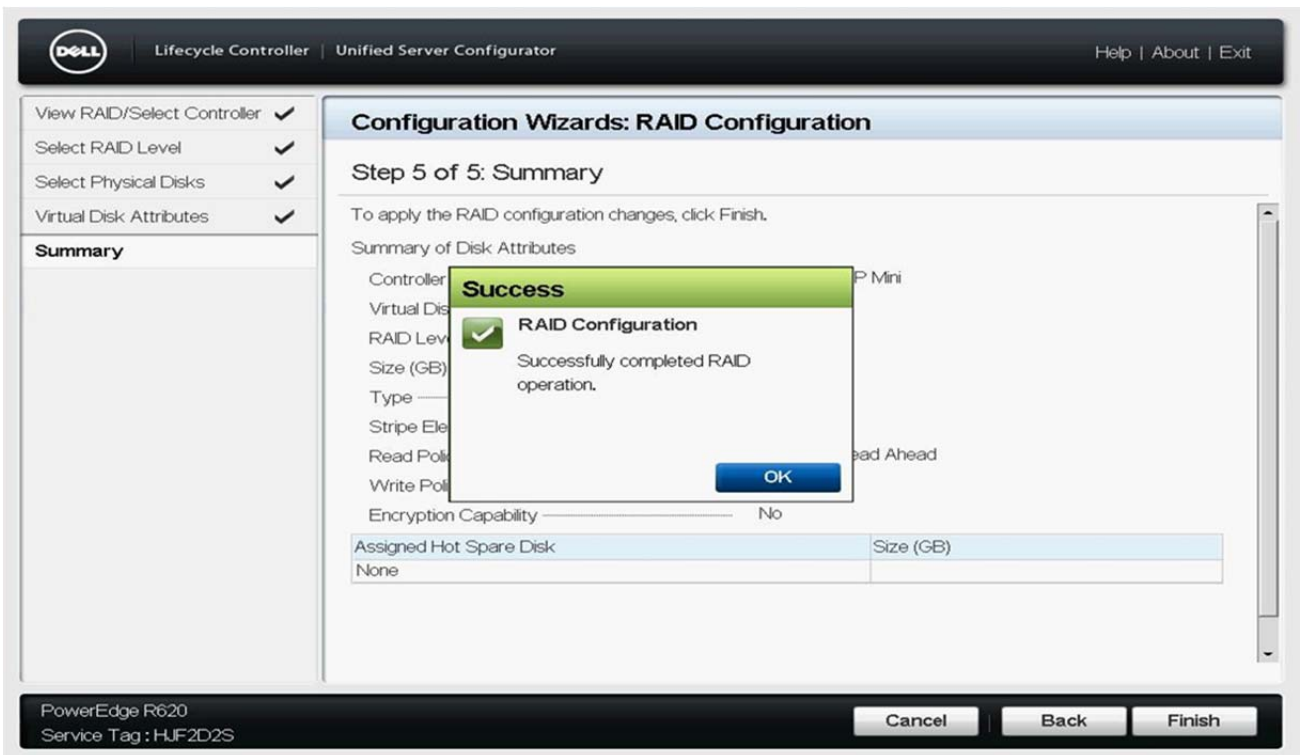 DELL
Lifecycle Controller | Unified Server Configurator
Help | About | Exit
View RAID/Select Controller
Select RAID Level
Select Physical Disks
Virtual Disk Attributes
Summary
Configuration Wizards: RAID Configuration
Step 5 of 5: Summary
To apply the RAID configuration changes, click Finish.
Summary of Disk Attributes
Controller P Mini
Virtual Dis
RAID Lev
Size (GB)
Type
Stripe Ele
Read Poli ead Ahead
Write Poli
Encryption Capability No
Success
RAID Configuration
Successfully completed RAID
operation.
OK
Assigned Hot Spare Disk Size (GB)
None
PowerEdge R620
Service Tag : HJF2D2S
Cancel | Back Finish